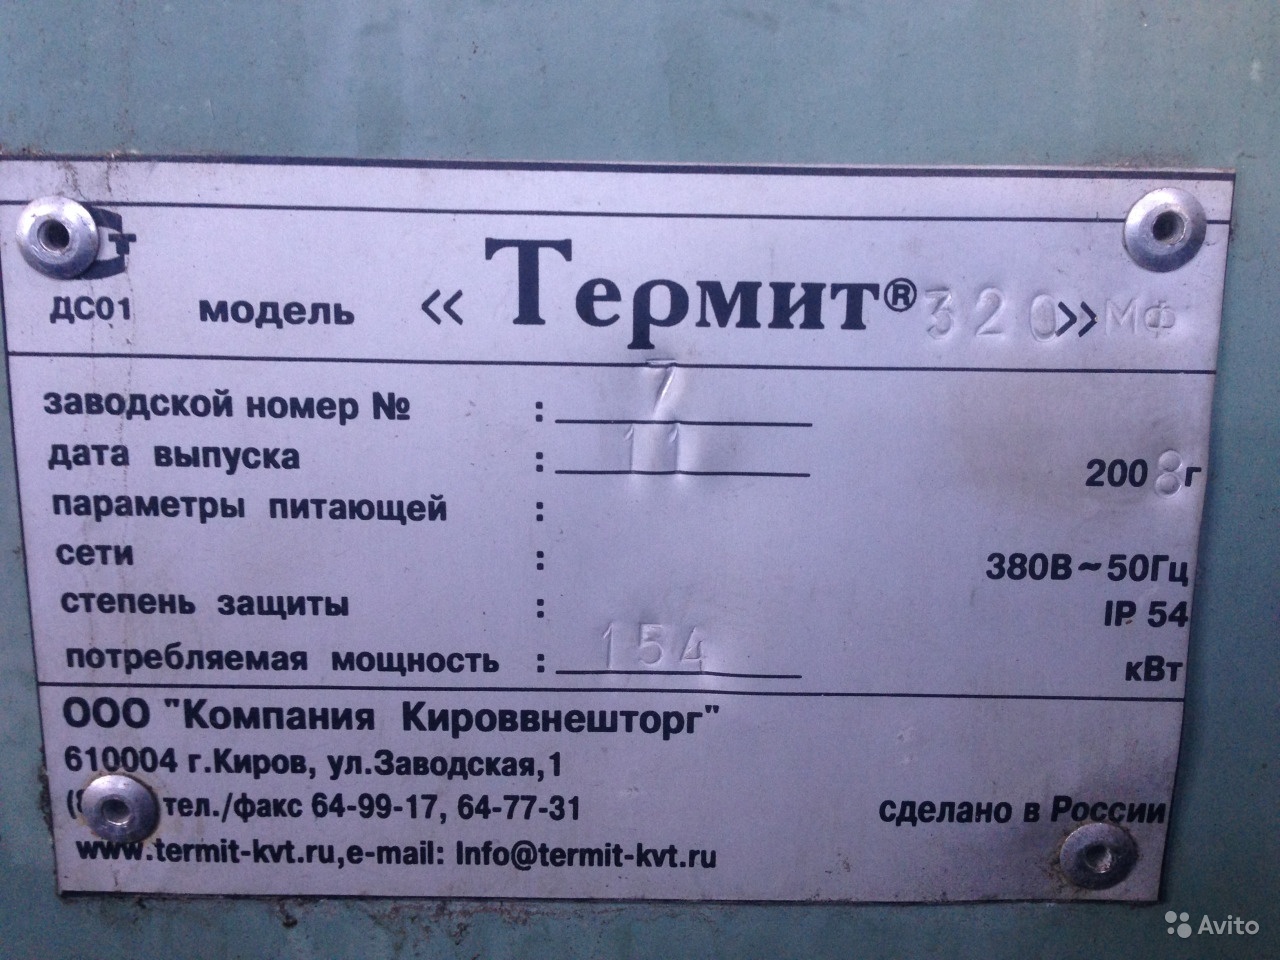 ДС01 модель « Термит® 320 » МФ
заводской номер № : 7
дата выпуска : 11 2008 г
параметры питающей :
сети : 380В ~ 50Гц
степень защиты : IP 54
потребляемая мощность : 154 кВт
ООО "Компания Кироввнешторг"
610004 г.Киров, ул.Заводская,1
тел./факс 64-99-17, 64-77-31 сделано в России
www.termit-kvt.ru,e-mail: Info@termit-kvt.ru
Avito